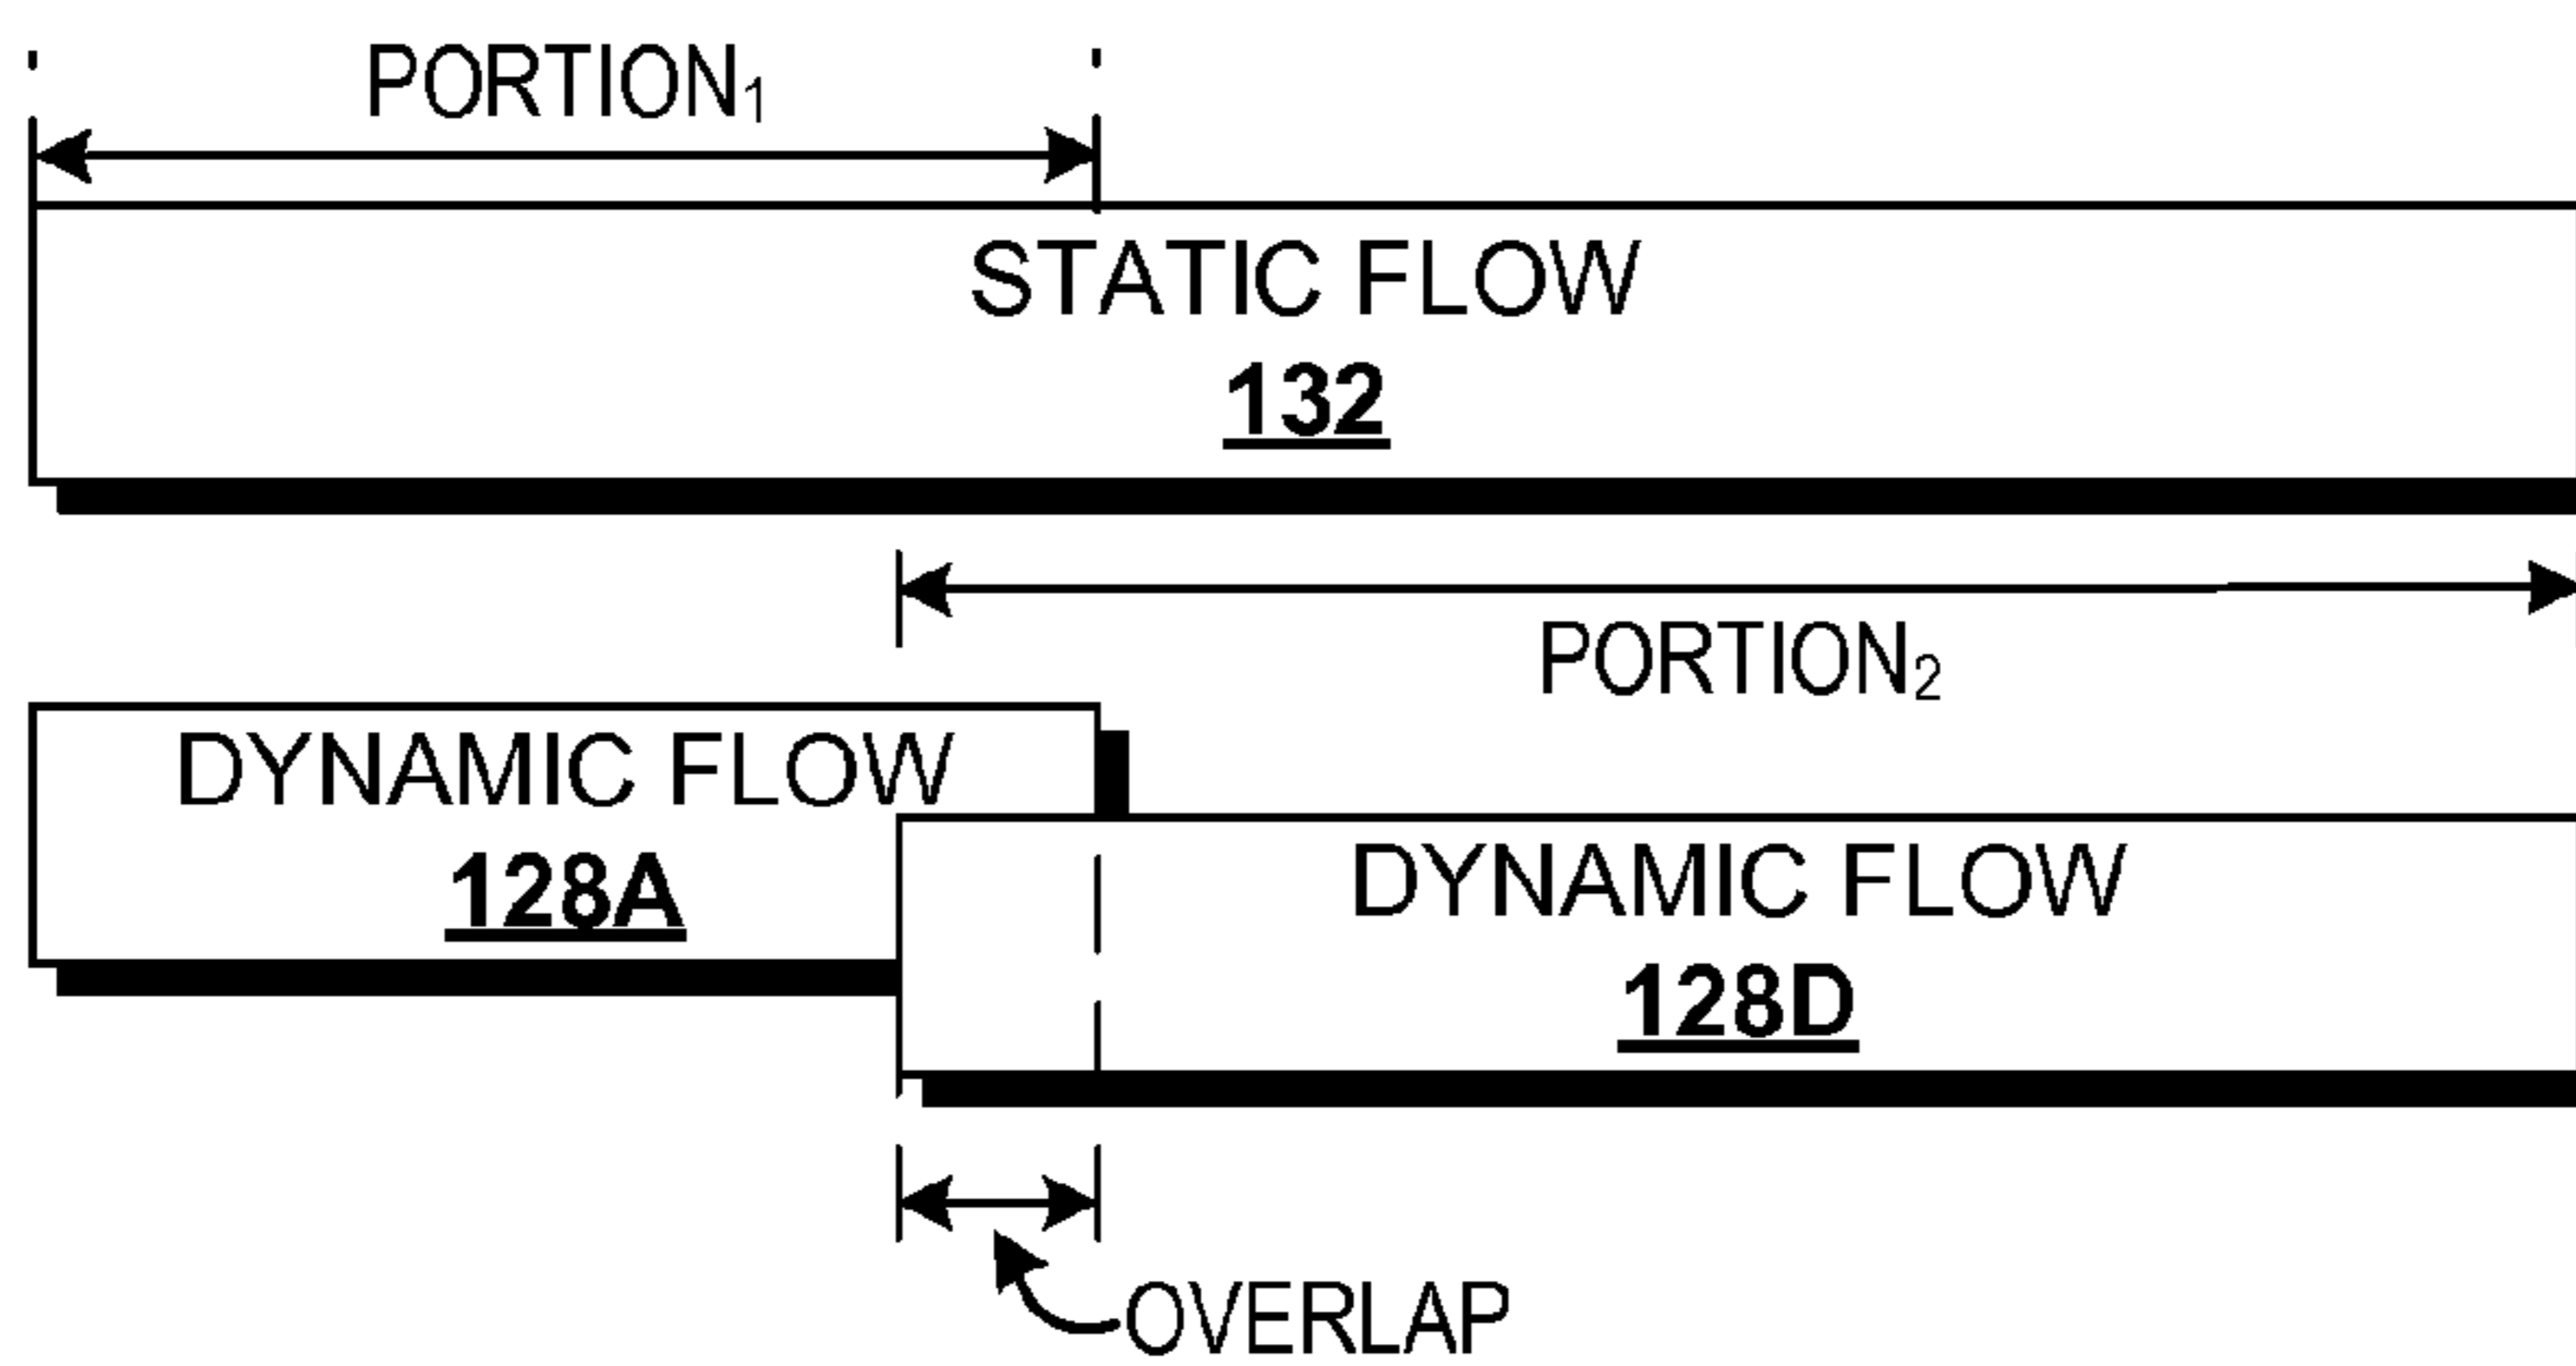 PORTION₁
STATIC FLOW
132
PORTION₂
DYNAMIC FLOW
128A
DYNAMIC FLOW
128D
OVERLAP